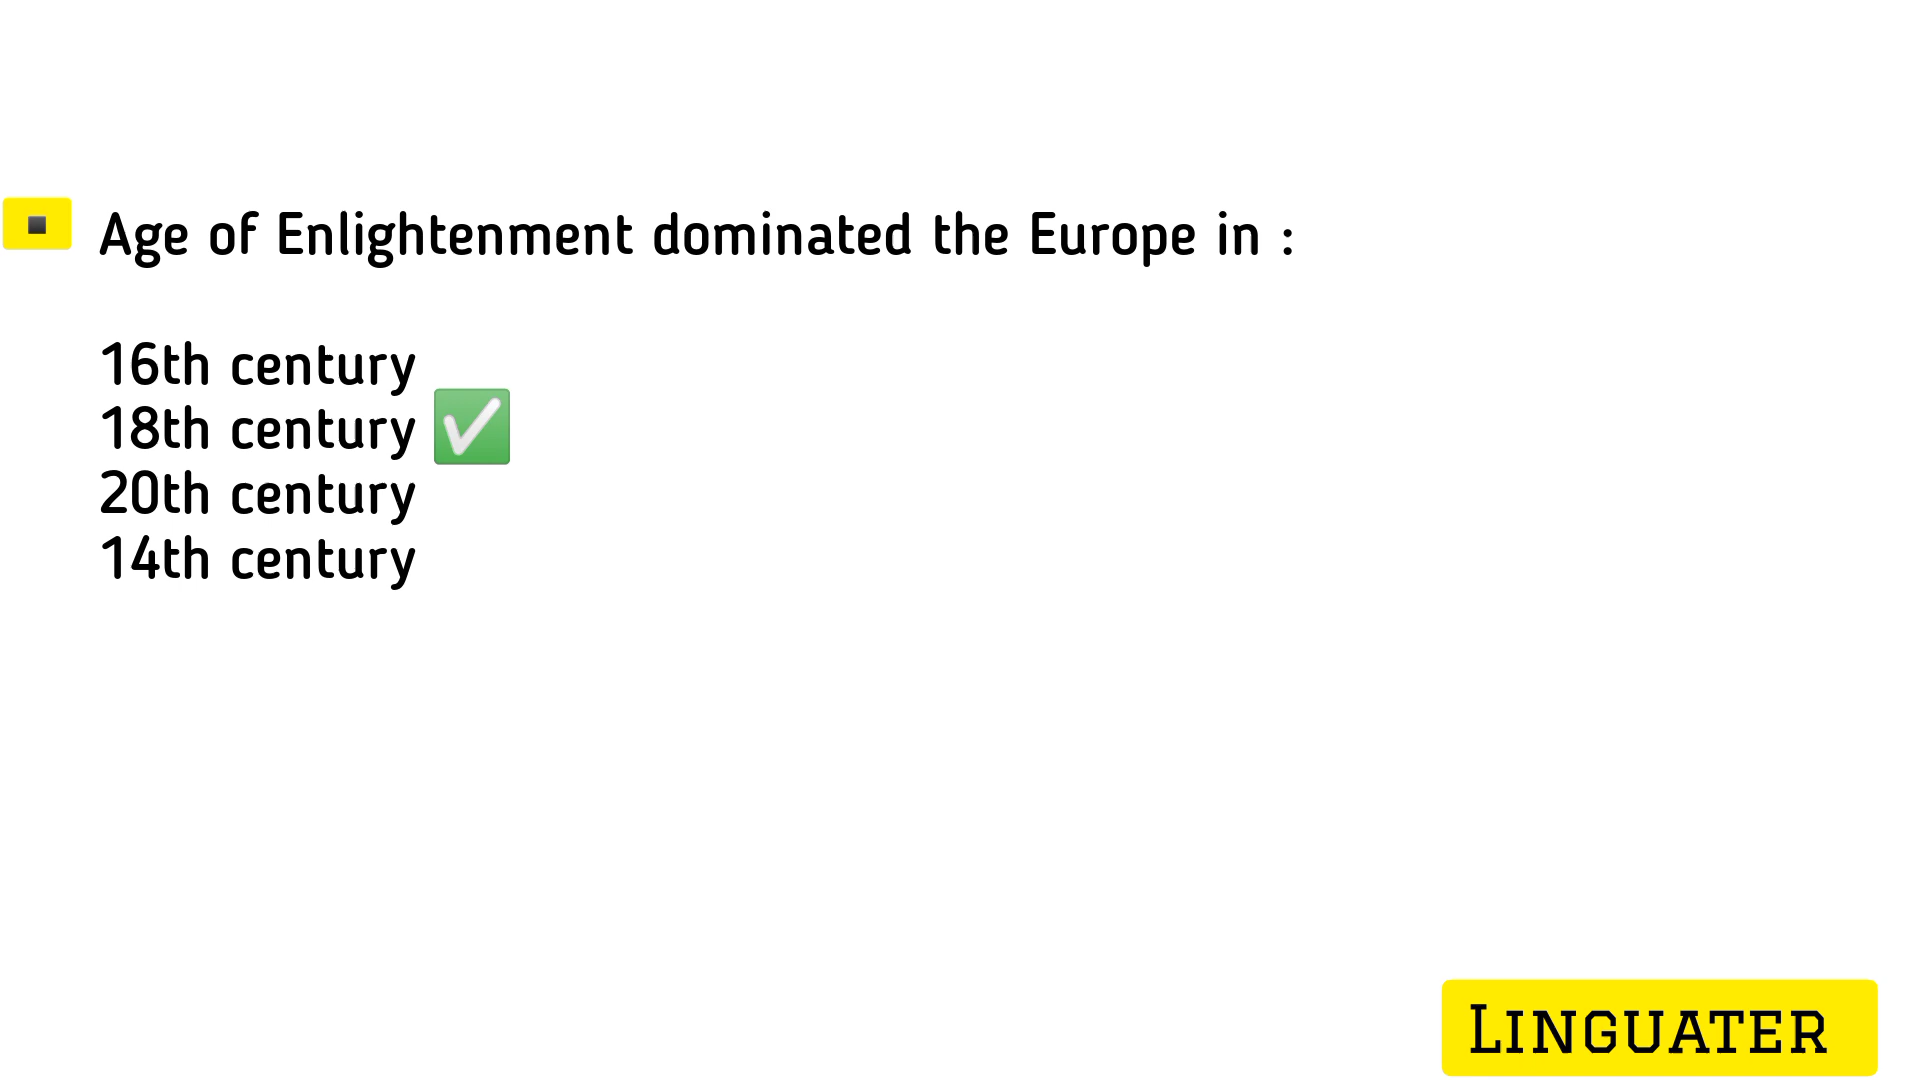 Age of Enlightenment dominated the Europe in :
16th century
18th century ✅
20th century
14th century
Linguater